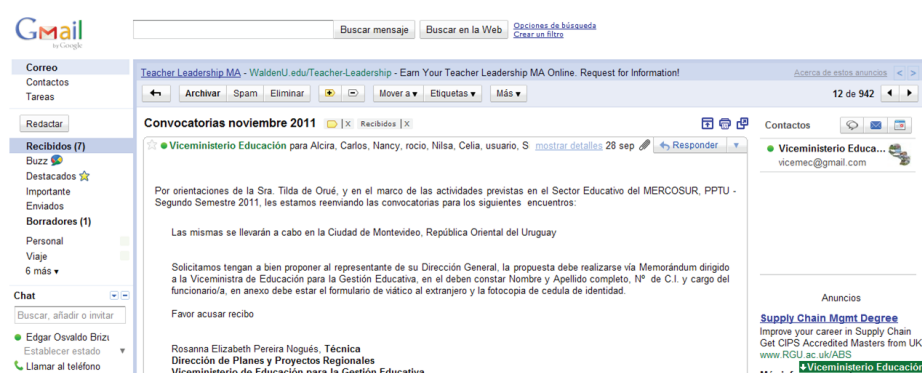 Gmail
by Google
Buscar mensaje
Buscar en la Web
Opciones de búsqueda
Crear un filtro
Correo
Contactos
Tareas
Redactar
Recibidos (7)
Buzz
Destacados
Importante
Enviados
Borradores (1)
Personal
Viaje
6 más ▾
Chat
Buscar, añadir o invitar
Edgar Osvaldo Brizu
Establecer estado
Llamar al teléfono
Teacher Leadership MA - WaldenU.edu/Teacher-Leadership - Earn Your Teacher Leadership MA Online. Request for Information!
Acerca de estos anuncios < >
Archivar Spam Eliminar Mover a ▾ Etiquetas ▾ Más ▾
12 de 942
Convocatorias noviembre 2011 | X Recibidos | X
Viceministerio Educación para Alcira, Carlos, Nancy, rocio, Nilsa, Celia, usuario, S mostrar detalles 28 sep Responder
Por orientaciones de la Sra. Tilda de Orué, y en el marco de las actividades previstas en el Sector Educativo del MERCOSUR, PPTU -
Segundo Semestre 2011, les estamos reenviando las convocatorias para los siguientes encuentros:
Las mismas se llevarán a cabo en la Ciudad de Montevideo, República Oriental del Uruguay
Solicitamos tengan a bien proponer al representante de su Dirección General, la propuesta debe realizarse vía Memorándum dirigido
a la Viceministra de Educación para la Gestión Educativa, en el deben constar Nombre y Apellido completo, Nº de C.I. y cargo del
funcionario/a, en anexo debe estar el formulario de viático al extranjero y la fotocopia de cedula de identidad.
Favor acusar recibo
Rosanna Elizabeth Pereira Nogués, Técnica
Dirección de Planes y Proyectos Regionales
Viceministerio de Educación para la Gestión Educativa
Contactos
Viceministerio Educa...
vicemec@gmail.com
Anuncios
Supply Chain Mgmt Degree
Improve your career in Supply Chain
Get CIPS Accredited Masters from UK
www.RGU.ac.uk/ABS
Viceministerio Educación